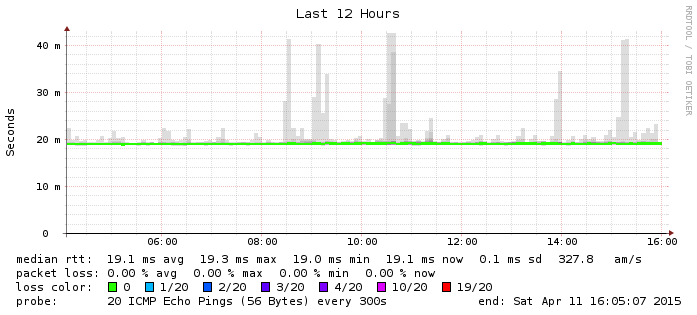 Last 12 Hours
RRDTOOL / TOBI OETIKER
Seconds
40 m
30 m
20 m
10 m
0
06:00 08:00 10:00 12:00 14:00 16:00
median rtt: 19.1 ms avg 19.3 ms max 19.0 ms min 19.1 ms now 0.1 ms sd 327.8 am/s
packet loss: 0.00 % avg 0.00 % max 0.00 % min 0.00 % now
loss color: 0 1/20 2/20 3/20 4/20 10/20 19/20
probe: 20 ICMP Echo Pings (56 Bytes) every 300s end: Sat Apr 11 16:05:07 2015